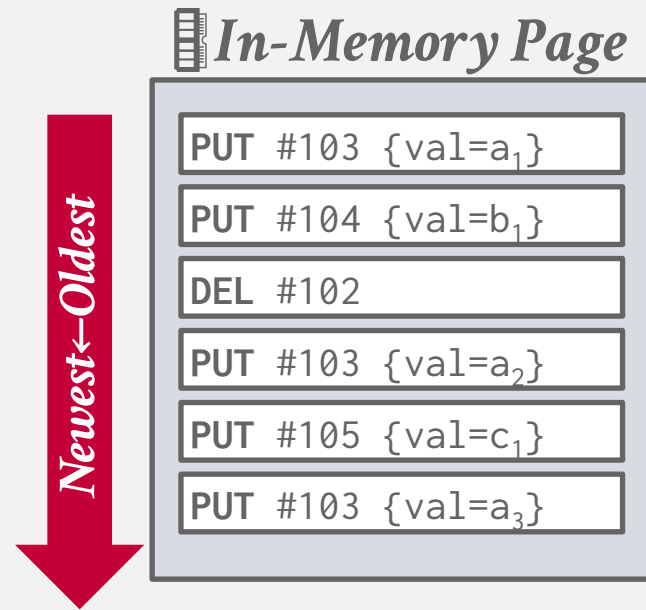 In-Memory Page
Newest←Oldest
PUT #103 {val=a₁}
PUT #104 {val=b₁}
DEL #102
PUT #103 {val=a₂}
PUT #105 {val=c₁}
PUT #103 {val=a₃}